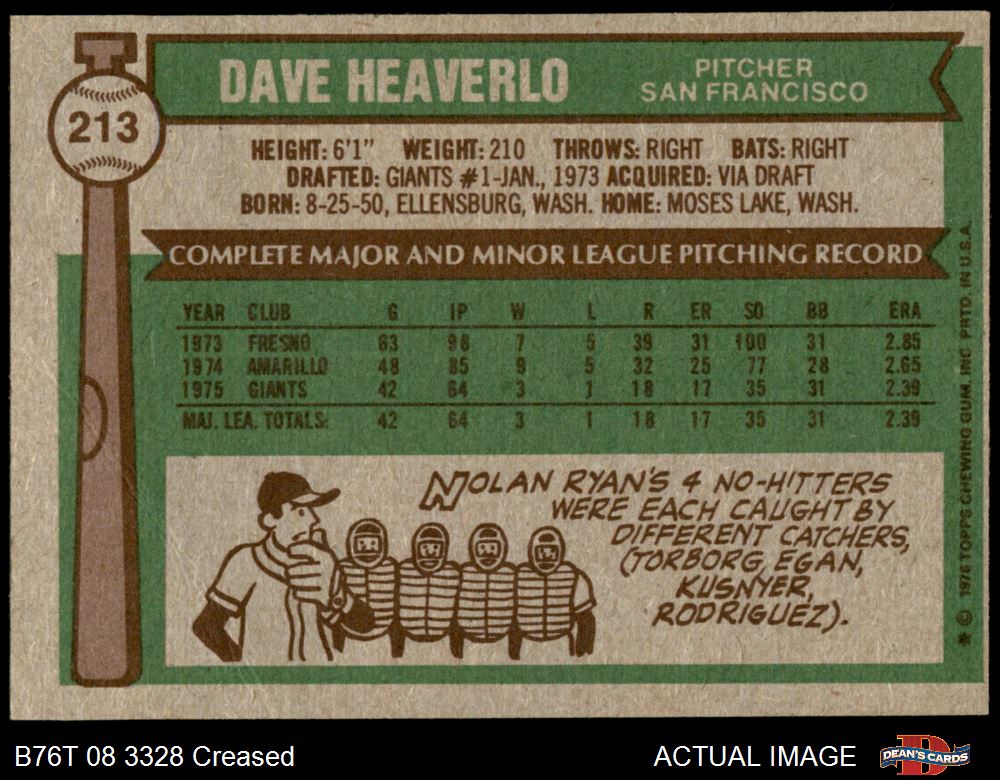 DAVE HEAVERLO
PITCHER
SAN FRANCISCO
213
HEIGHT: 6'1" WEIGHT: 210 THROWS: RIGHT BATS: RIGHT
DRAFTED: GIANTS #1-JAN., 1973 ACQUIRED: VIA DRAFT
BORN: 8-25-50, ELLENSBURG, WASH. HOME: MOSES LAKE, WASH.
COMPLETE MAJOR AND MINOR LEAGUE PITCHING RECORD
YEAR CLUB G IP W L R ER SO BB ERA
1973 FRESNO 63 98 7 5 39 31 100 31 2.85
1974 AMARILLO 48 85 9 5 32 25 77 28 2.65
1975 GIANTS 42 64 3 1 18 17 35 31 2.39
MAJ. LEA. TOTALS: 42 64 3 1 18 17 35 31 2.39
NOLAN RYAN'S 4 NO-HITTERS
WERE EACH CAUGHT BY
DIFFERENT CATCHERS,
(TORBORG, EGAN,
KUSNYER,
RODRIGUEZ).
* © 1976 TOPPS CHEWING GUM, INC PRTD. IN U.S.A.
B76T 08 3328 Creased
ACTUAL IMAGE
DEAN'S CARDS